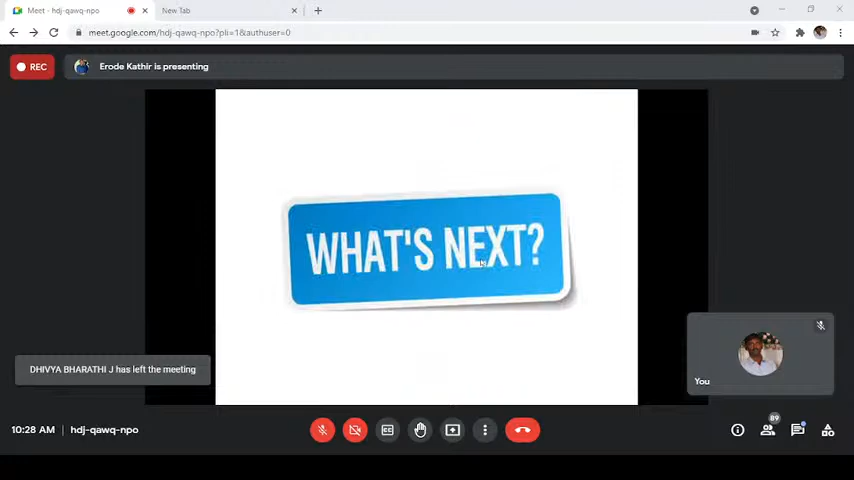 Meet - hdj-qawq-npo
New Tab
meet.google.com/hdj-qawq-npo?pli=1&authuser=0
REC
Erode Kathir is presenting
WHAT'S NEXT?
DHIVYA BHARATHI J has left the meeting
You
10:28 AM | hdj-qawq-npo
CC
89